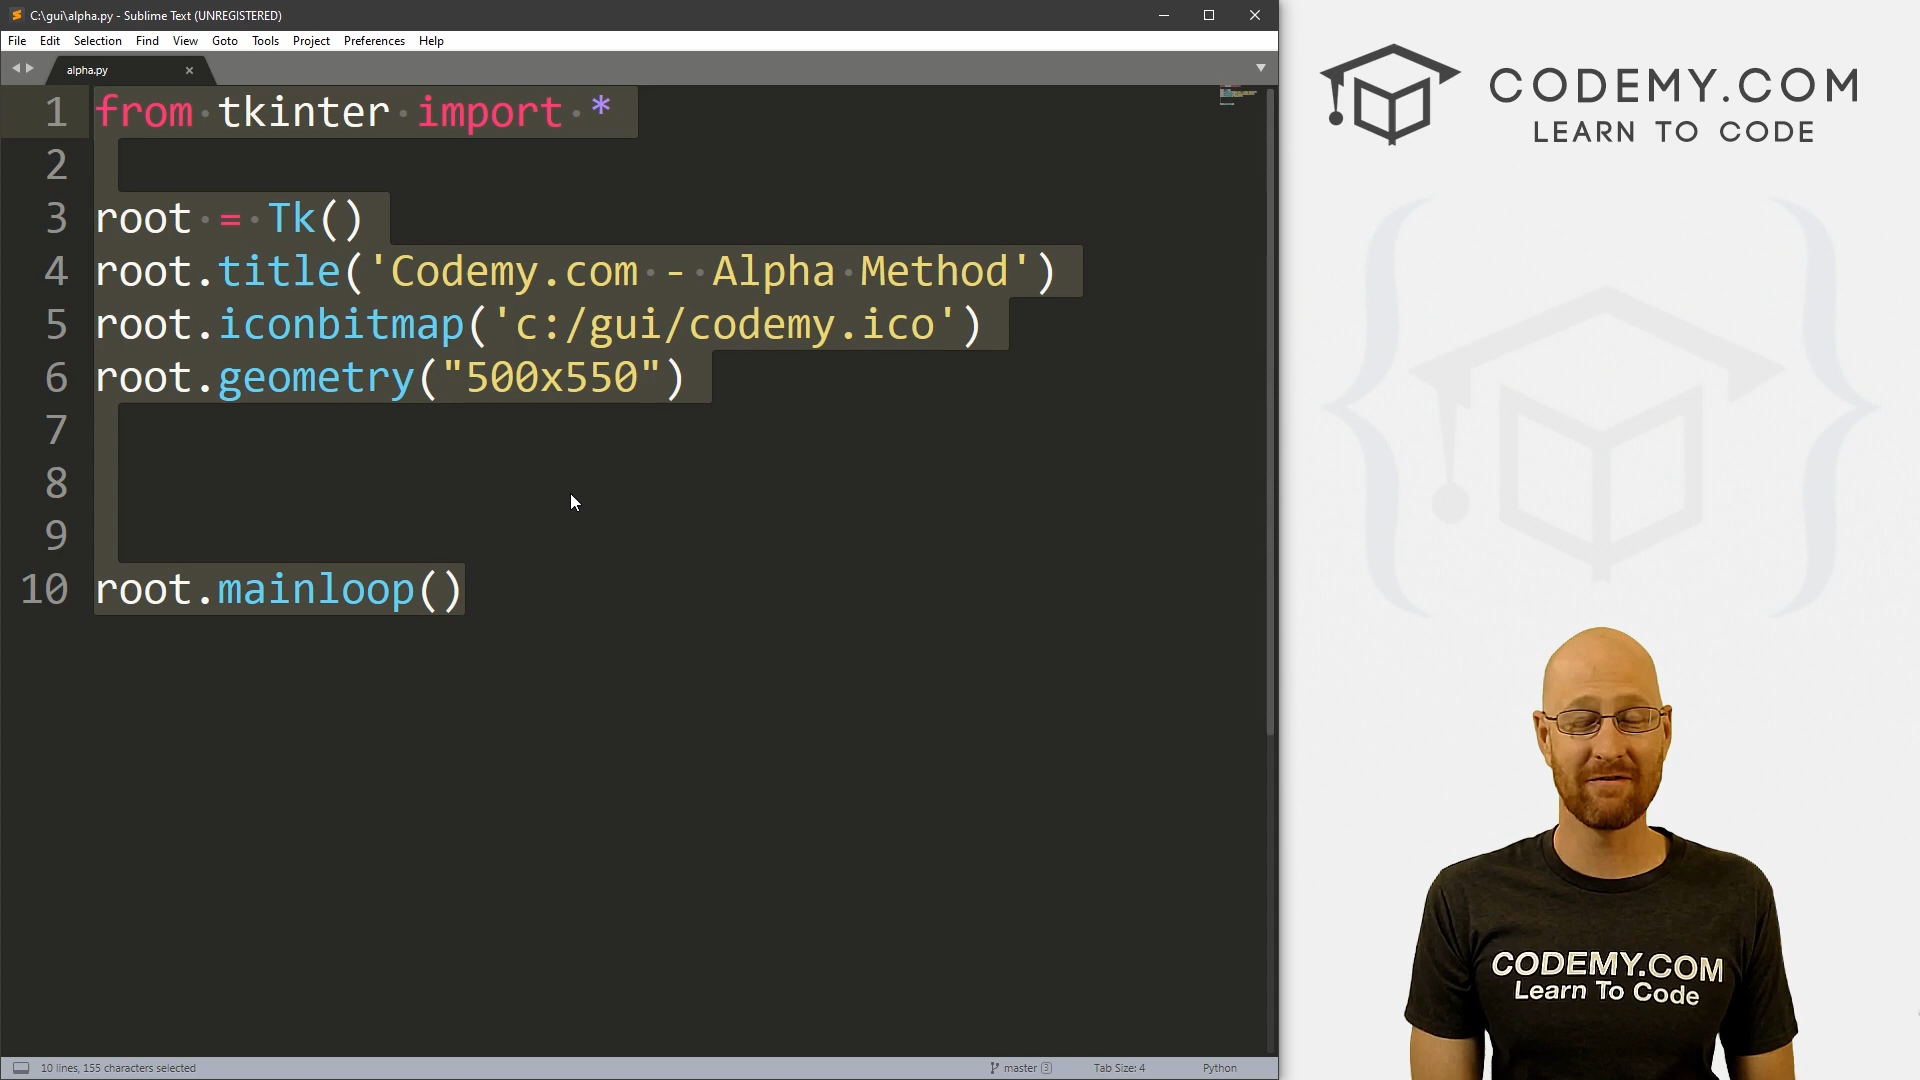 C:\gui\alpha.py - Sublime Text (UNREGISTERED)
File Edit Selection Find View Goto Tools Project Preferences Help
alpha.py
1 from tkinter import *
2
3 root = Tk()
4 root.title('Codemy.com - Alpha Method')
5 root.iconbitmap('c:/gui/codemy.ico')
6 root.geometry("500x550")
7
8
9
10 root.mainloop()
10 lines, 155 characters selected
master 3
Tab Size: 4
Python
CODEMY.COM
LEARN TO CODE
CODEMY.COM
Learn To Code